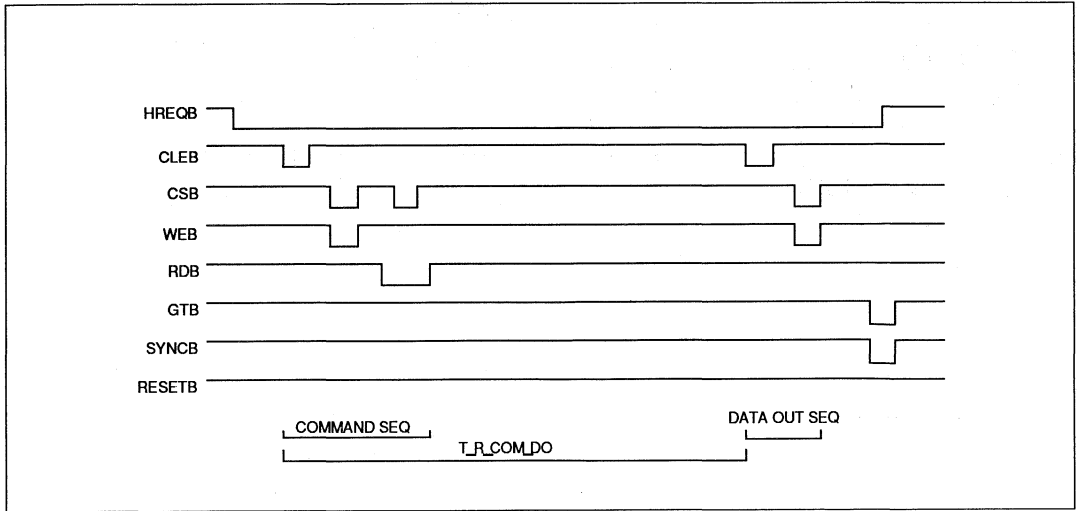 HREQB
CLEB
CSB
WEB
RDB
GTB
SYNCB
RESETB
COMMAND SEQ
DATA OUT SEQ
T_R_COM_DO